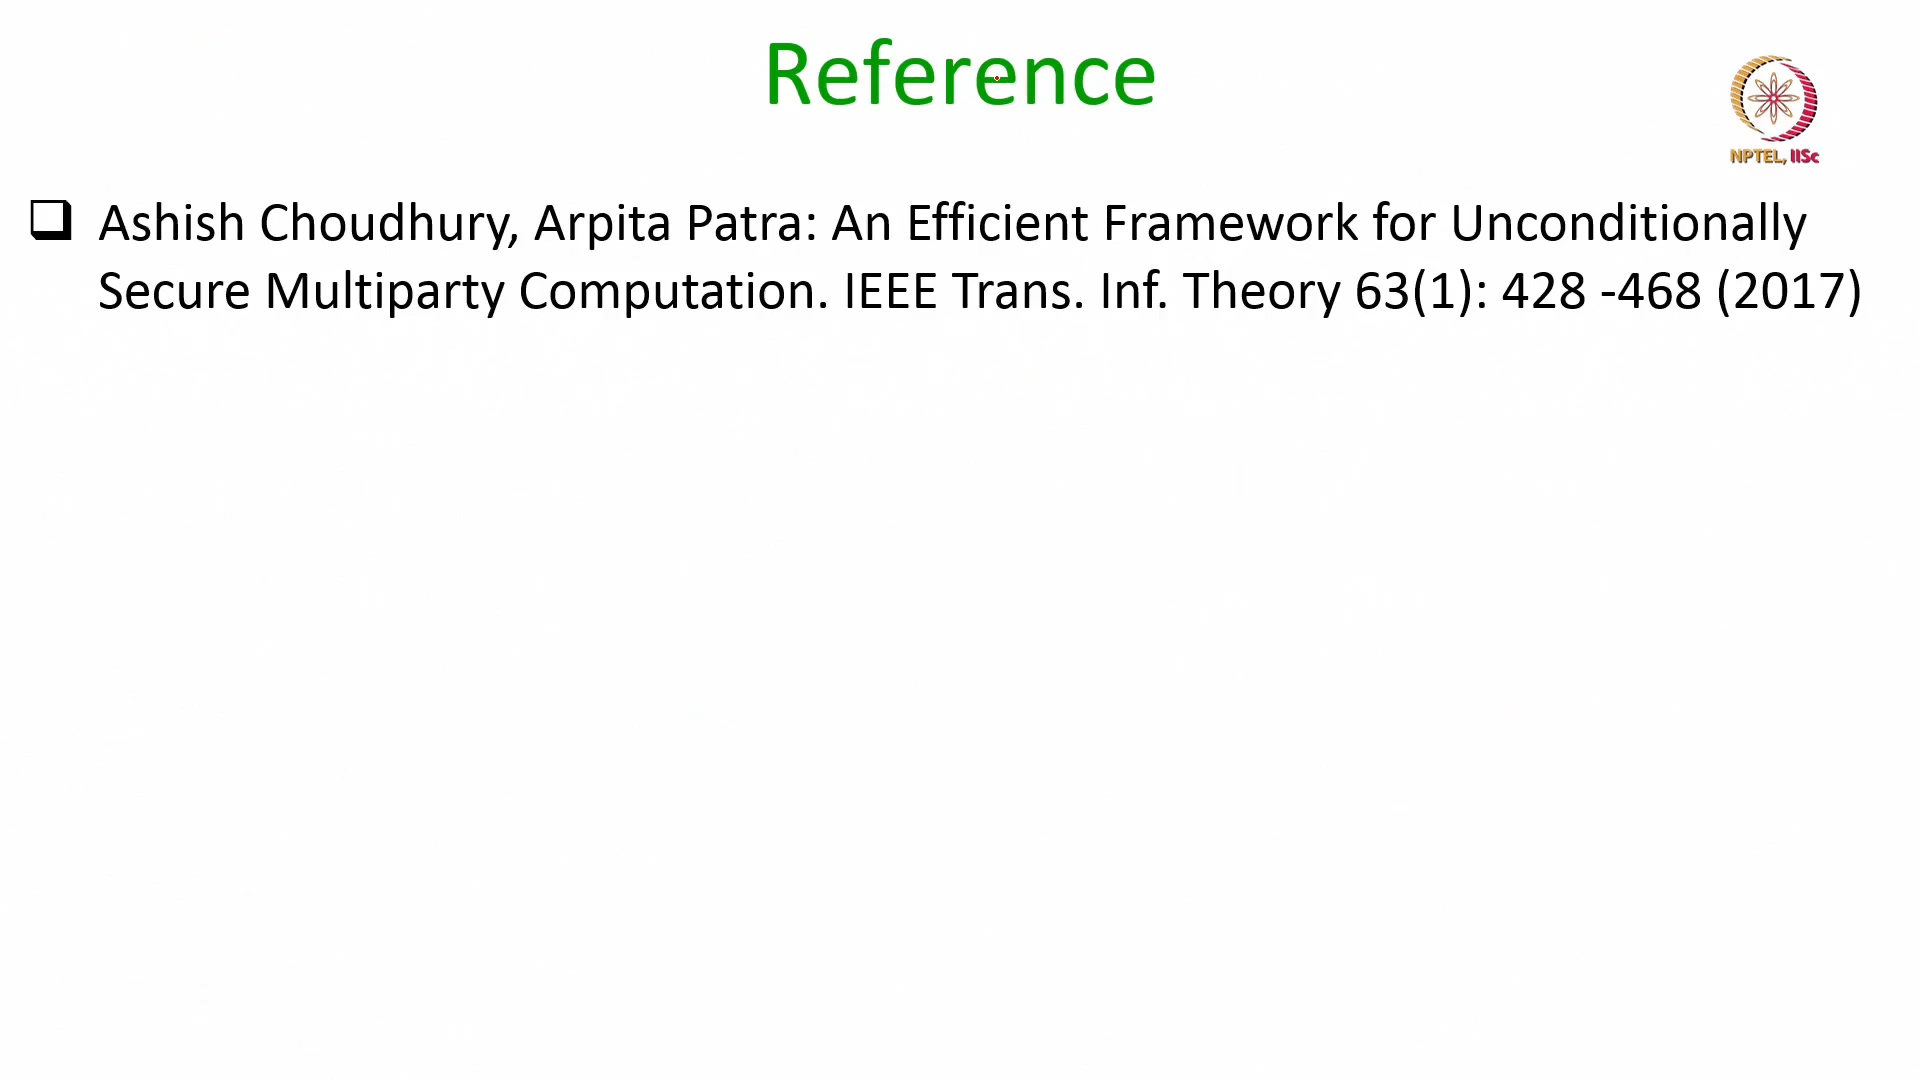 Reference
NPTEL, IISc
❑ Ashish Choudhury, Arpita Patra: An Efficient Framework for Unconditionally
Secure Multiparty Computation. IEEE Trans. Inf. Theory 63(1): 428 -468 (2017)